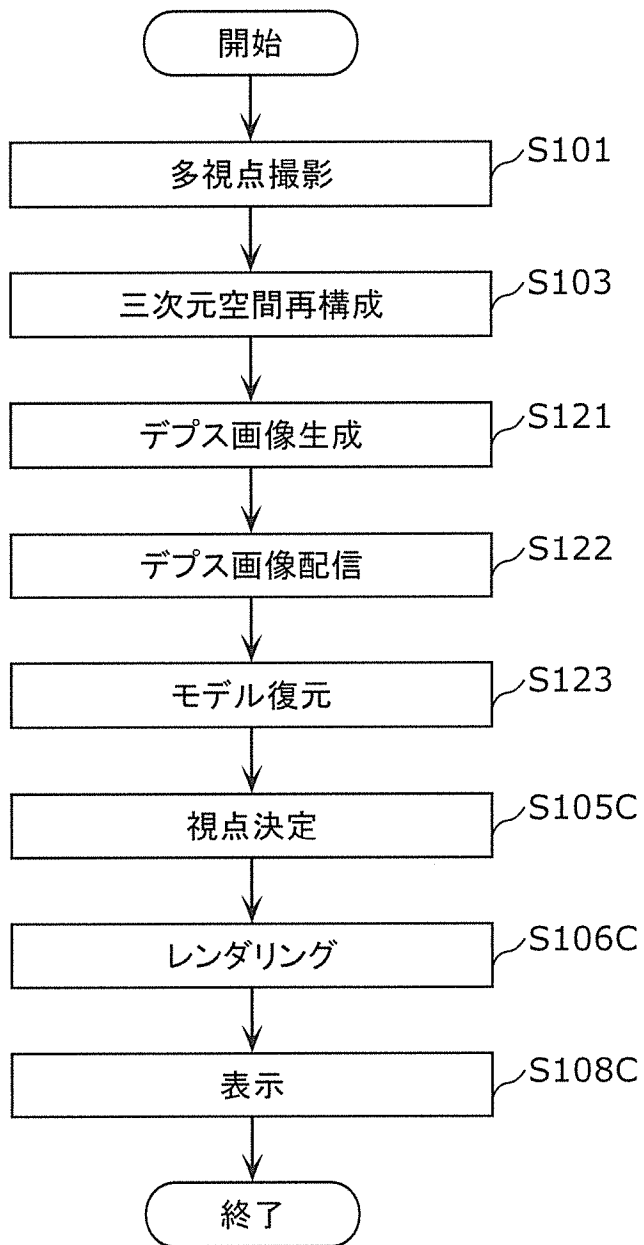 開始
多視点撮影
S101
三次元空間再構成
S103
デプス画像生成
S121
デプス画像配信
S122
モデル復元
S123
視点決定
S105C
レンダリング
S106C
表示
S108C
終了